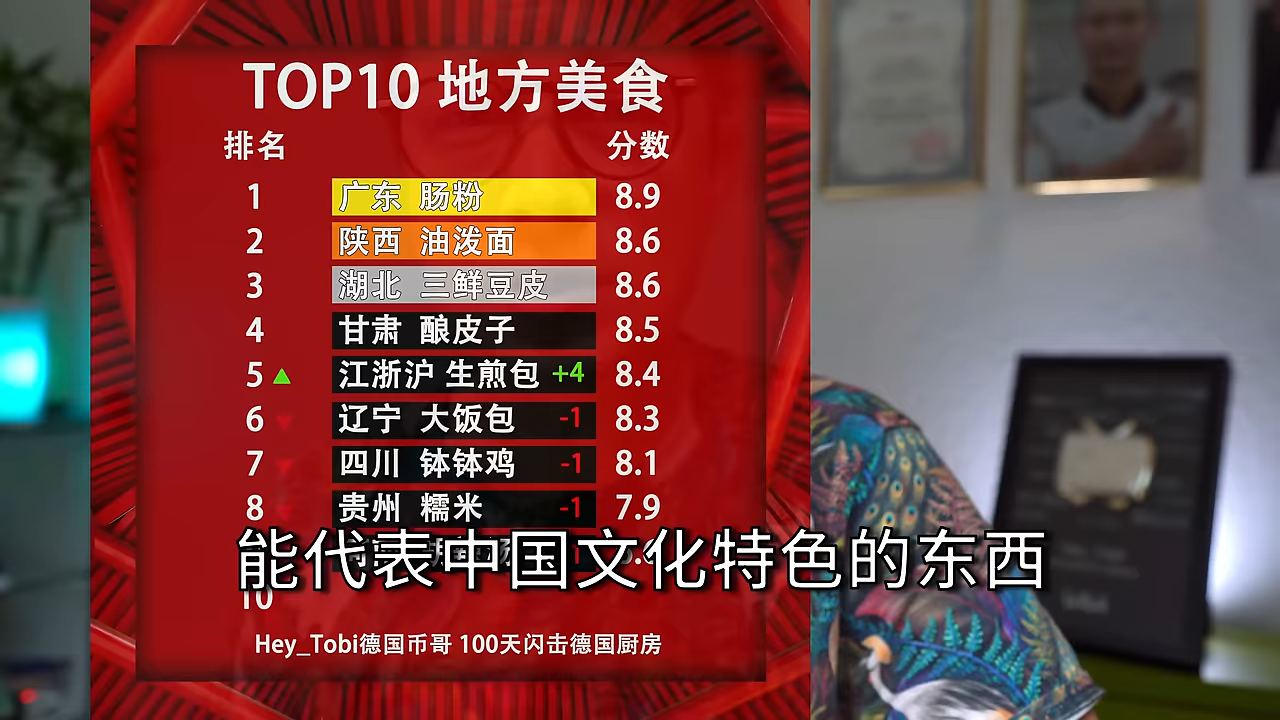 TOP10 地方美食
排名 分数
1 广东 肠粉 8.9
2 陕西 油泼面 8.6
3 湖北 三鲜豆皮 8.6
4 甘肃 酿皮子 8.5
5 江浙沪 生煎包 +4 8.4
6 辽宁 大饭包 -1 8.3
7 四川 钵钵鸡 -1 8.1
8 贵州 糯米 -1 7.9
能代表中国文化特色的东西
10
Hey_Tobi德国币哥 100天闪击德国厨房